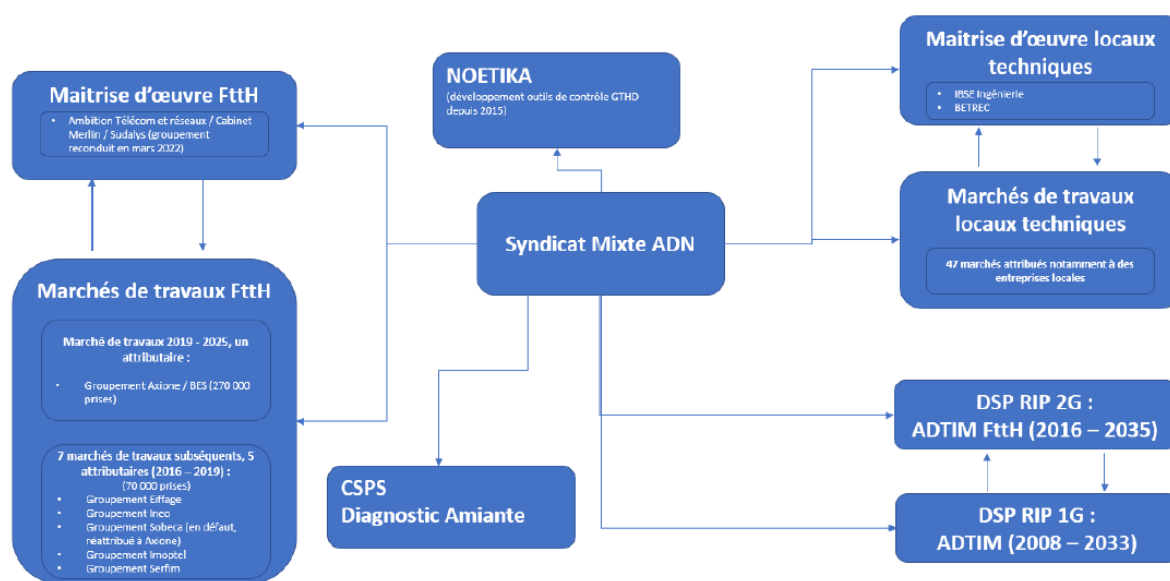 Maitrise d'œuvre FttH
• Ambition Télécom et réseaux / Cabinet
Merlin / Sudalys (groupement
reconduit en mars 2022)
Marchés de travaux FttH
Marché de travaux 2019 - 2025, un
attributaire :
• Groupement Axione / BES (270 000
prises)
7 marchés de travaux subséquents, 5
attributaires (2016 – 2019) :
(70 000 prises)
• Groupement Eiffage
• Groupement Ineo
• Groupement Sobeca (en défaut,
réattribué à Axione)
• Groupement Imoptel
• Groupement Serfim
NOETIKA
(développement outils de contrôle GTHD
depuis 2015)
Syndicat Mixte ADN
CSPS
Diagnostic Amiante
Maitrise d'œuvre locaux
techniques
• IBSE Ingénierie
• BETREC
Marchés de travaux
locaux techniques
47 marchés attribués notamment à des
entreprises locales
DSP RIP 2G :
ADTIM FttH (2016 – 2035)
DSP RIP 1G :
ADTIM (2008 – 2033)